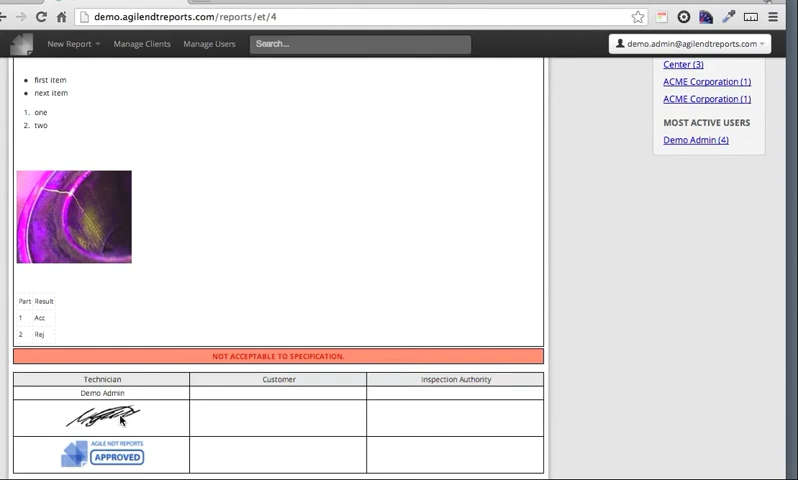 demo.agilendtreports.com/reports/et/4
New Report Manage Clients Manage Users Search... demo.admin@agilendtreports.com
Center (3)
ACME Corporation (1)
ACME Corporation (1)
MOST ACTIVE USERS
Demo Admin (4)
first item
next item
1. one
2. two
Part Result
1 Acc
2 Rej
NOT ACCEPTABLE TO SPECIFICATION.
Technician Customer Inspection Authority
Demo Admin
AGILE NDT REPORTS
APPROVED